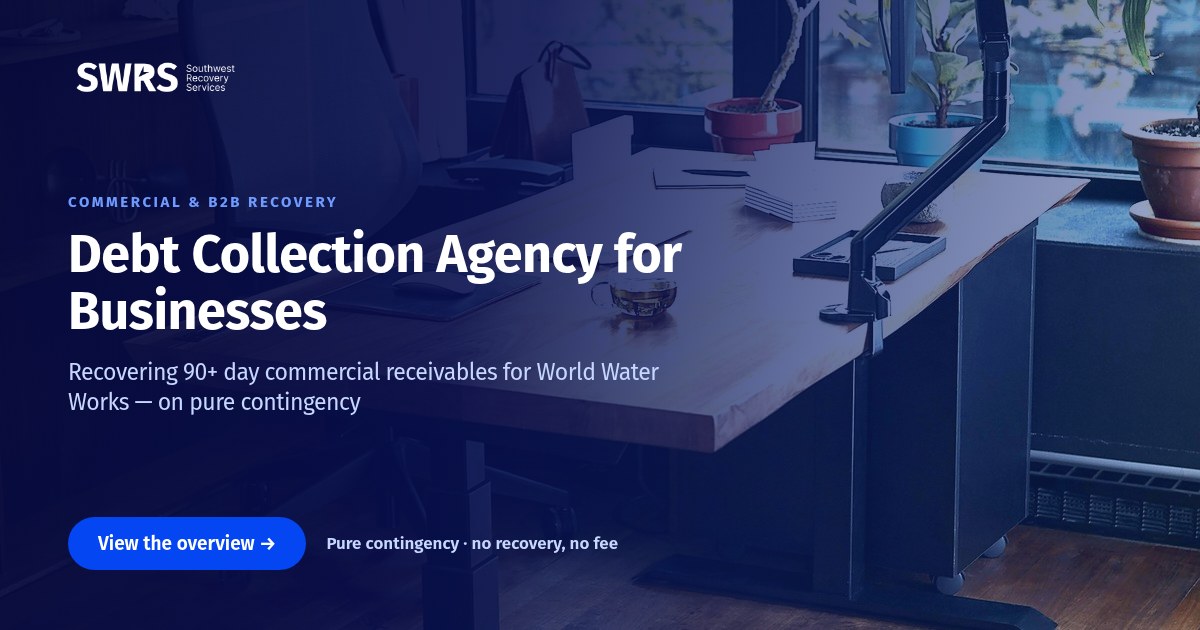 SWRS
Southwest
Recovery
Services
COMMERCIAL & B2B RECOVERY
Debt Collection Agency for
Businesses
Recovering 90+ day commercial receivables for World Water
Works — on pure contingency
View the overview →
Pure contingency · no recovery, no fee